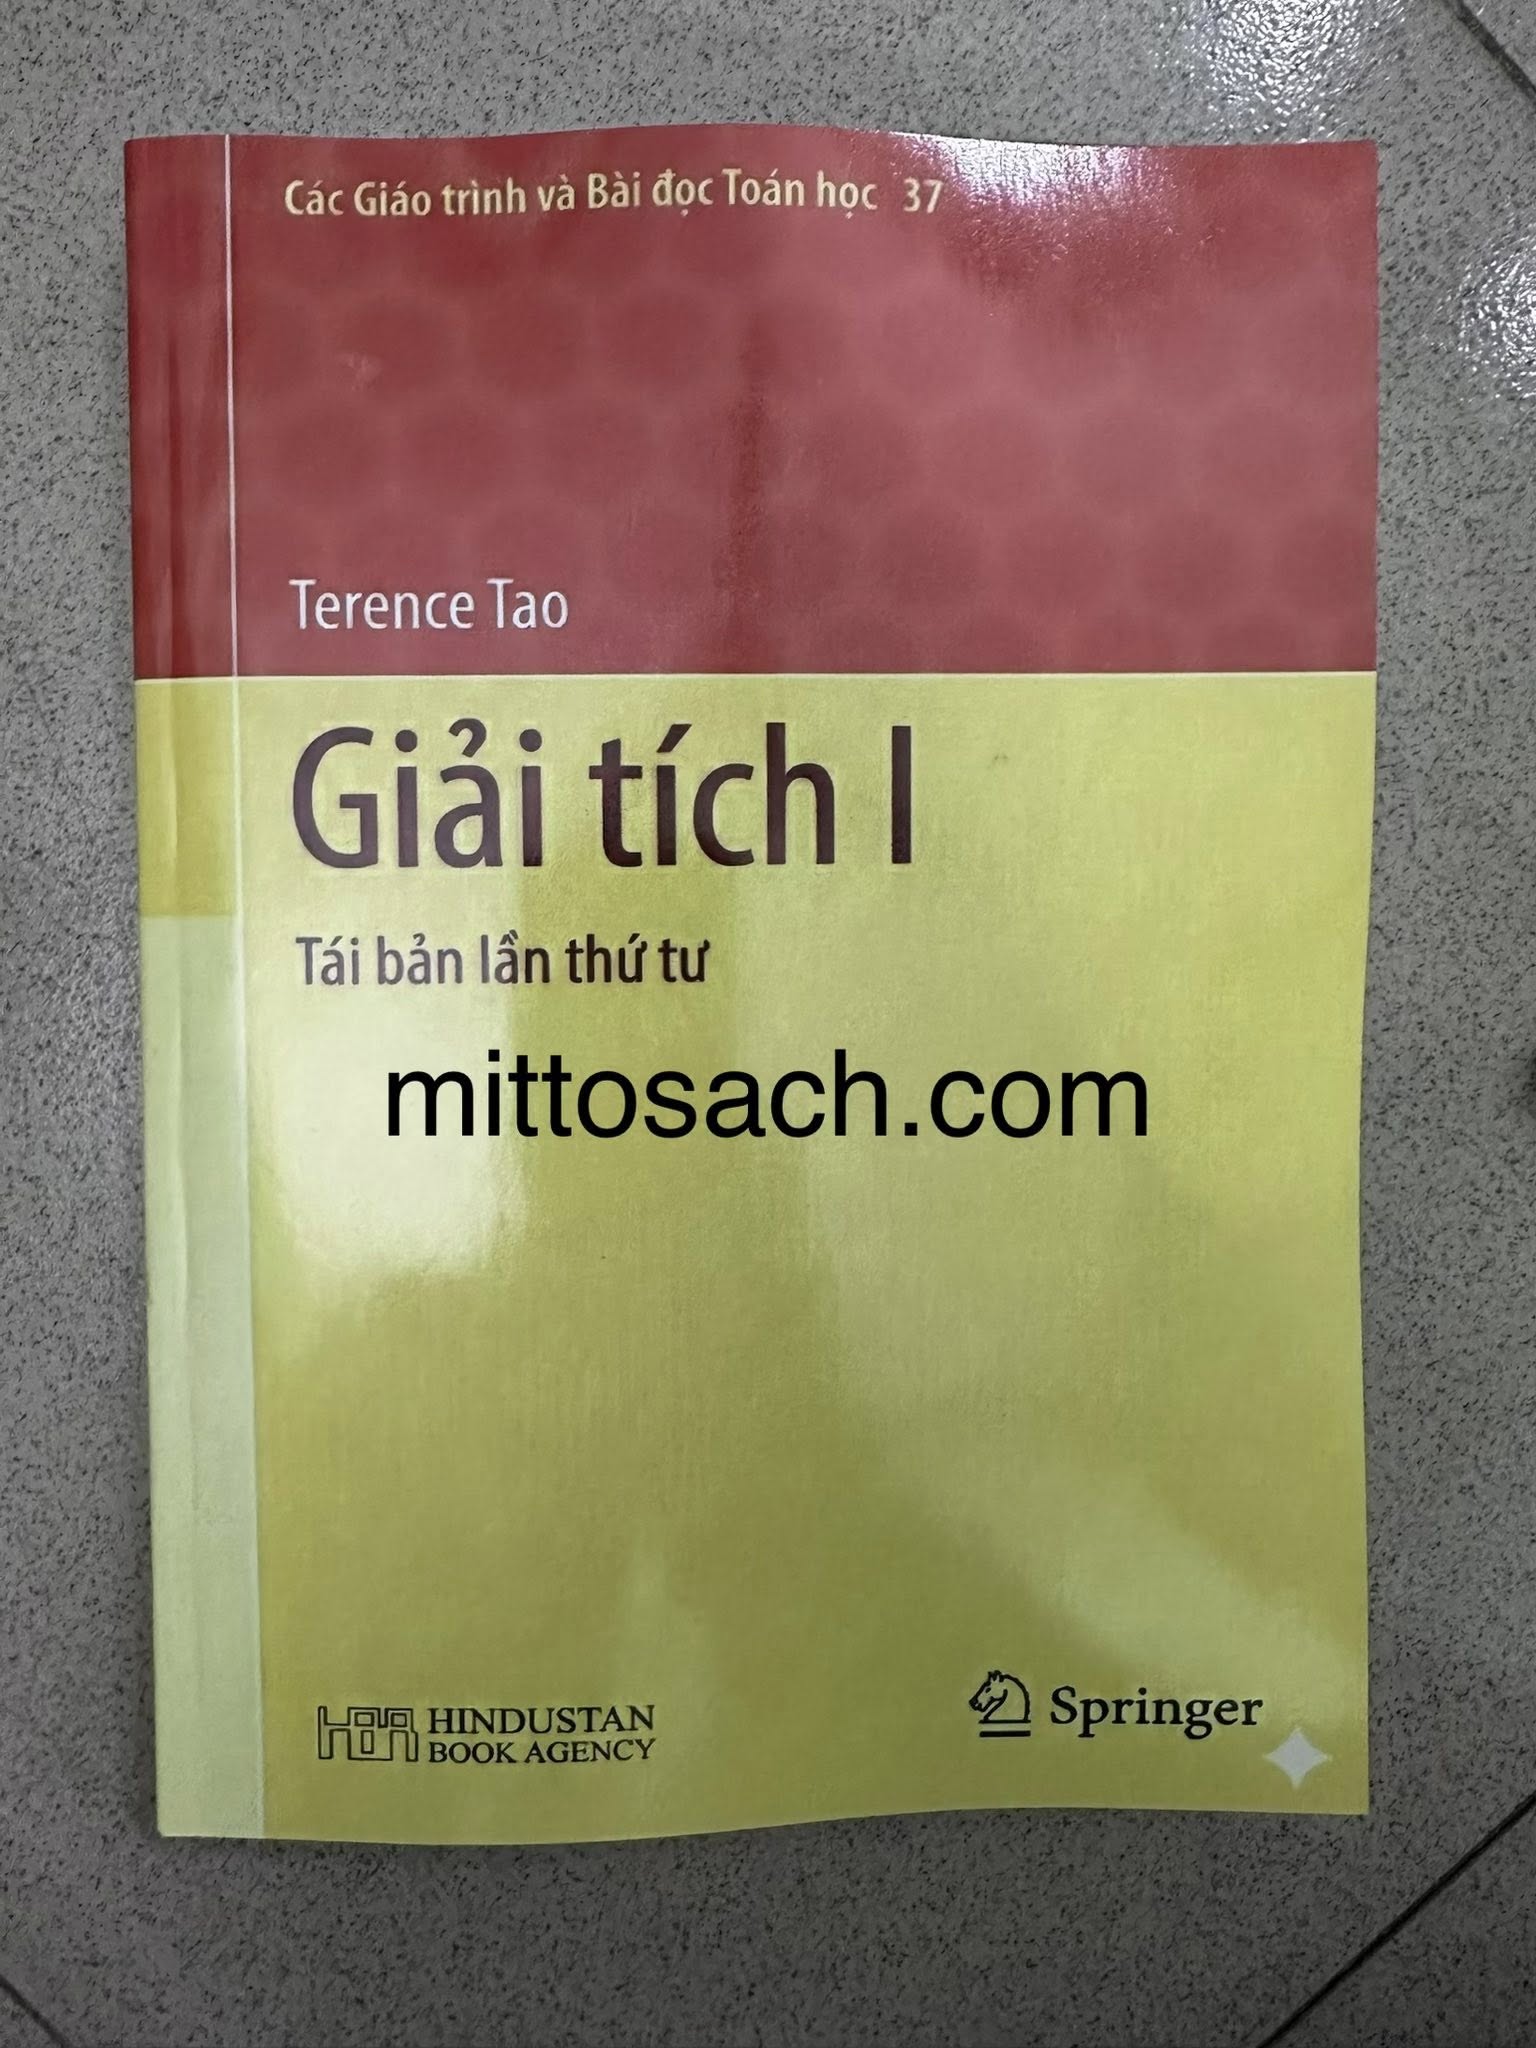 Các Giáo trình và Bài đọc Toán học 37
Terence Tao
Giải tích I
Tái bản lần thứ tư
mittosach.com
HINDUSTAN
BOOK AGENCY
Springer